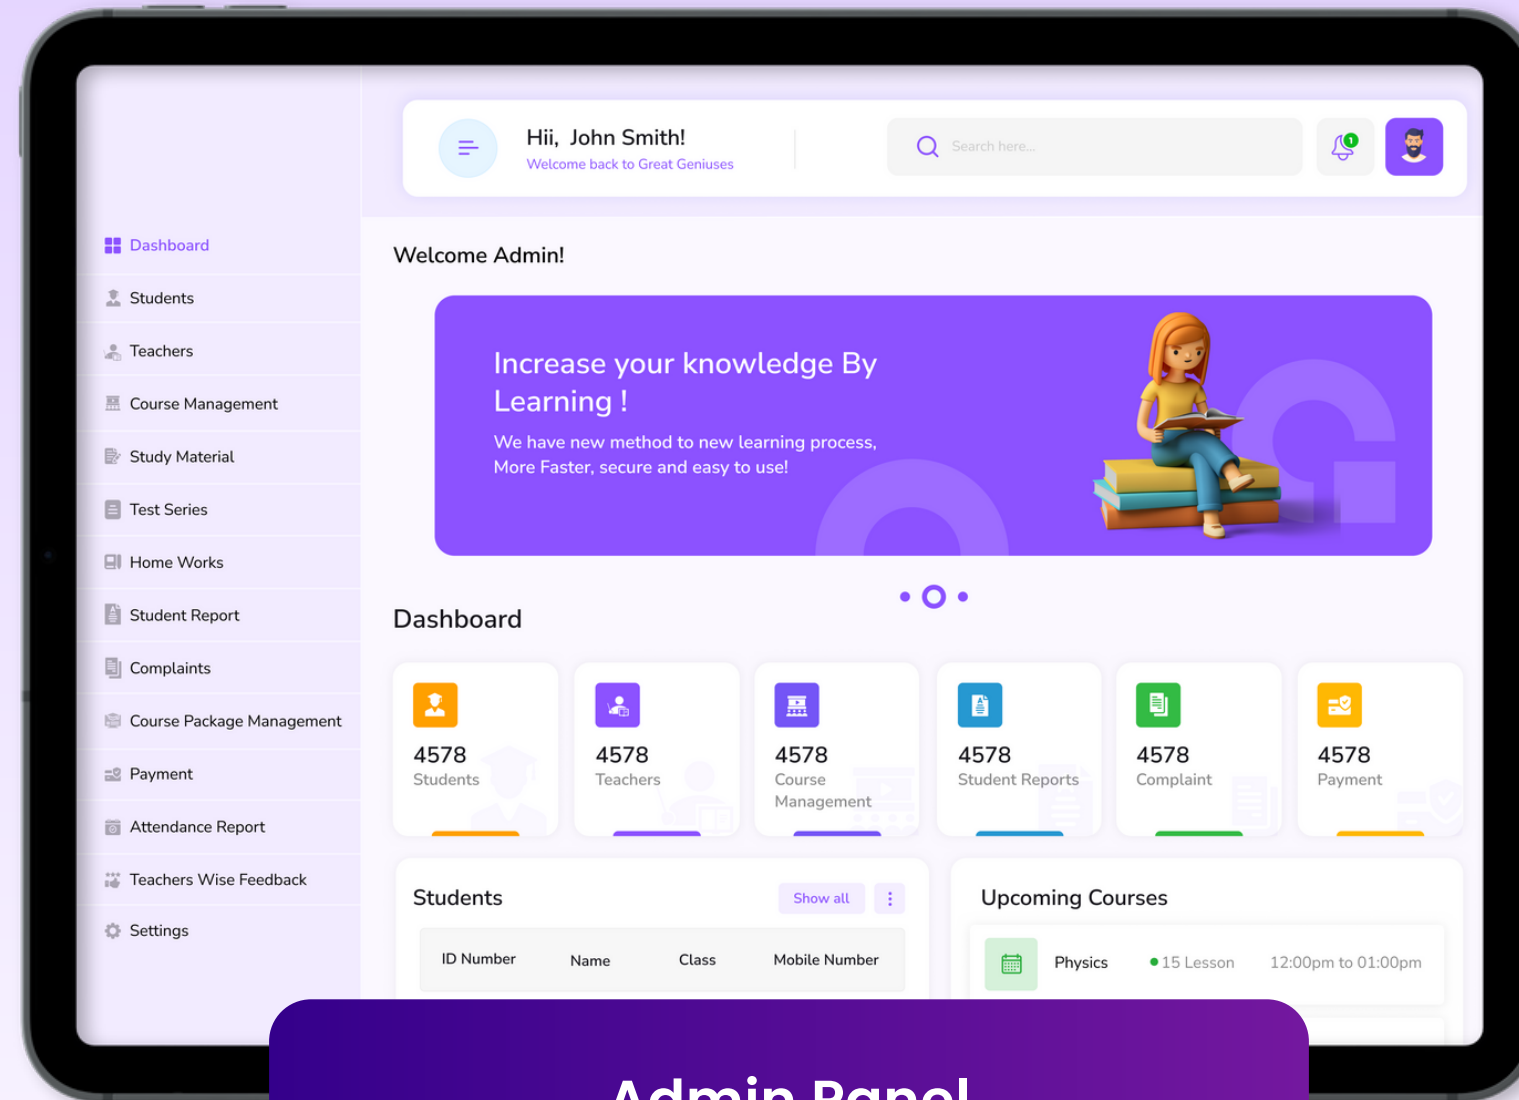 Hii, John Smith!
Welcome back to Great Geniuses
Search here...
1
Dashboard
Students
Teachers
Course Management
Study Material
Test Series
Home Works
Student Report
Complaints
Course Package Management
Payment
Attendance Report
Teachers Wise Feedback
Settings
Welcome Admin!
Increase your knowledge By
Learning !
We have new method to new learning process,
More Faster, secure and easy to use!
Dashboard
4578
Students
4578
Teachers
4578
Course
Management
4578
Student Reports
4578
Complaint
4578
Payment
Students
Show all
ID Number Name Class Mobile Number
Upcoming Courses
Physics 15 Lesson 12:00pm to 01:00pm
Admin Panel